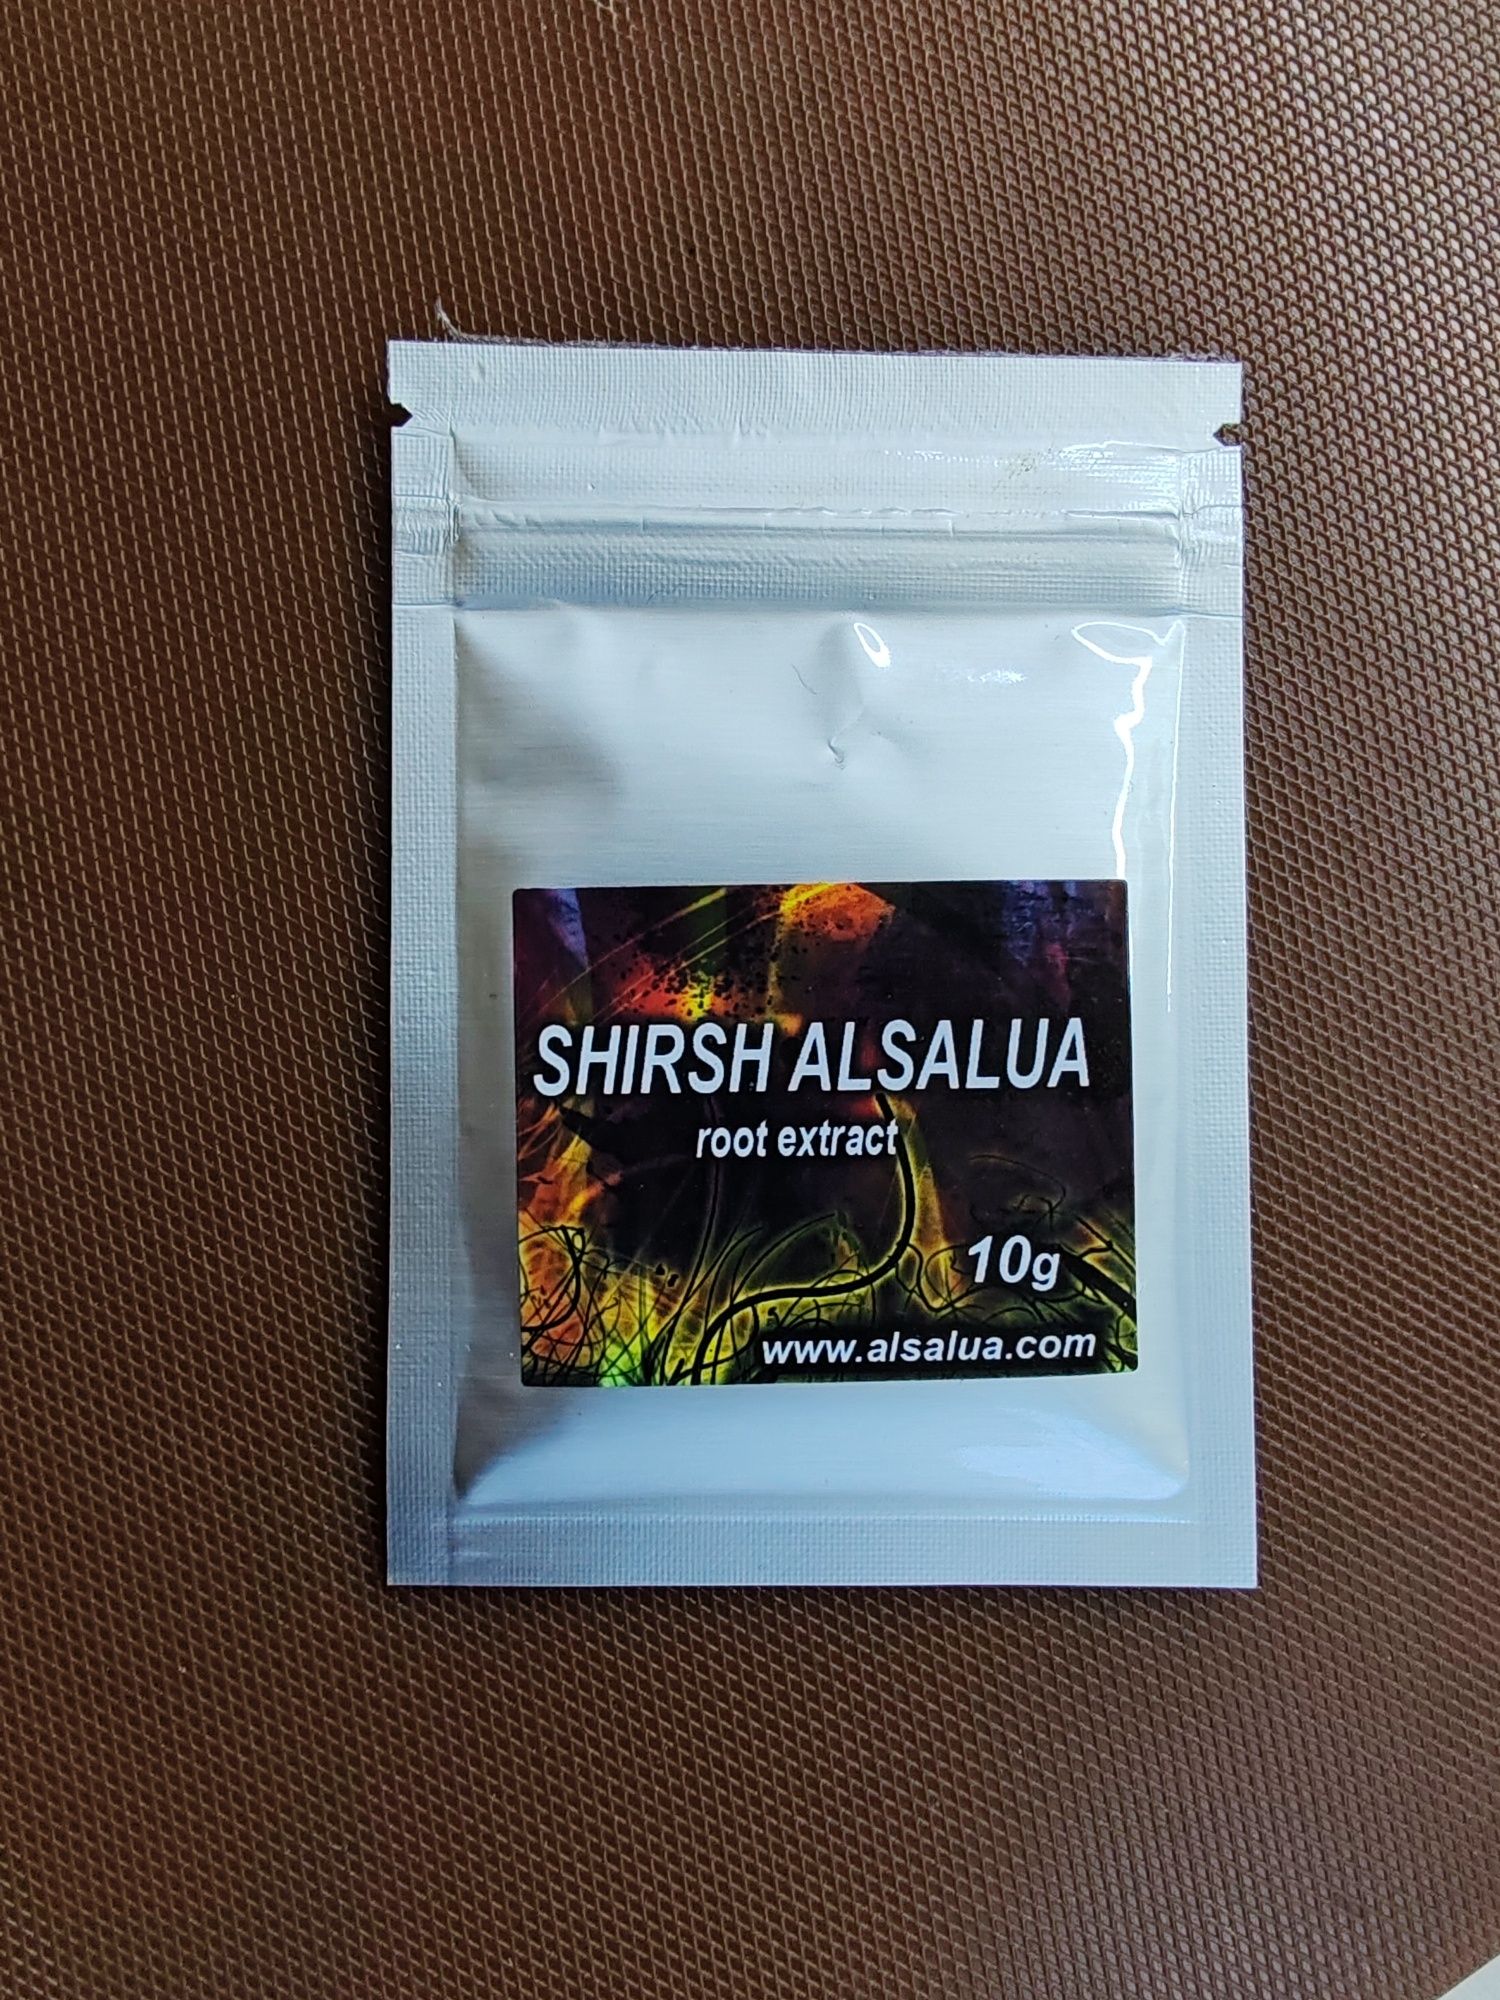 SHIRSH ALSALUA
root extract
10g
www.alsalua.com